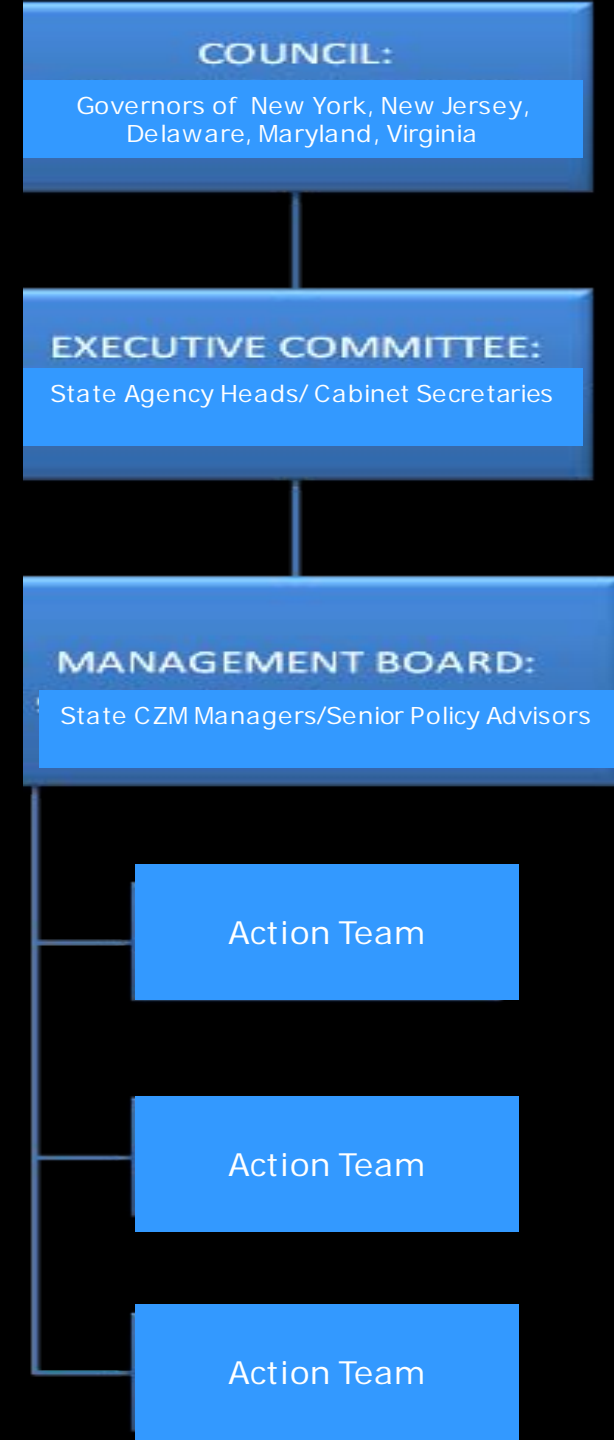 COUNCIL:
Governors of New York, New Jersey,
Delaware, Maryland, Virginia
EXECUTIVE COMMITTEE:
State Agency Heads/ Cabinet Secretaries
MANAGEMENT BOARD:
State CZM Managers/Senior Policy Advisors
Action Team
Action Team
Action Team